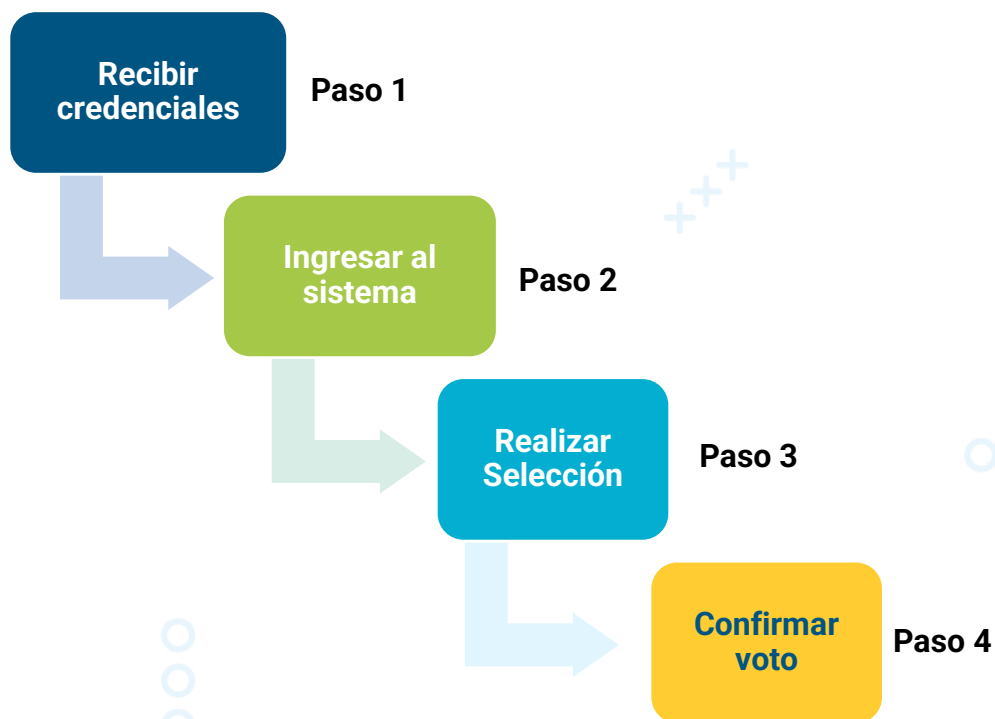 Recibir
credenciales
Paso 1
Ingresar al
sistema
Paso 2
Realizar
Selección
Paso 3
Confirmar
voto
Paso 4